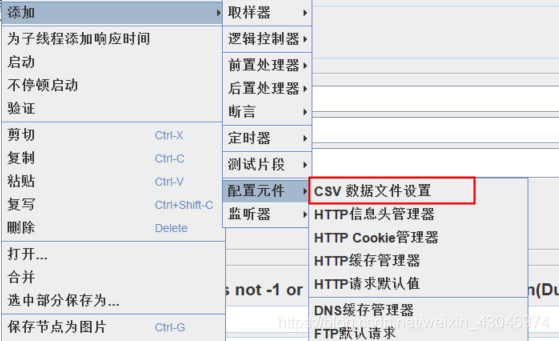 添加
为子线程添加响应时间
启动
不停顿启动
验证
剪切 Ctrl-X
复制 Ctrl-C
粘贴 Ctrl-V
复写 Ctrl+Shift-C
删除 Delete
打开...
合并
选中部分保存为...
保存节点为图片 Ctrl-G
取样器
逻辑控制器
前置处理器
后置处理器
断言
定时器
测试片段
配置元件
监听器
CSV 数据文件设置
HTTP信息头管理器
HTTP Cookie管理器
HTTP缓存管理器
HTTP请求默认值
DNS缓存管理器
FTP默认请求
s not -1 or
n(Du
https://blog.csdn.net/weixin_43046974